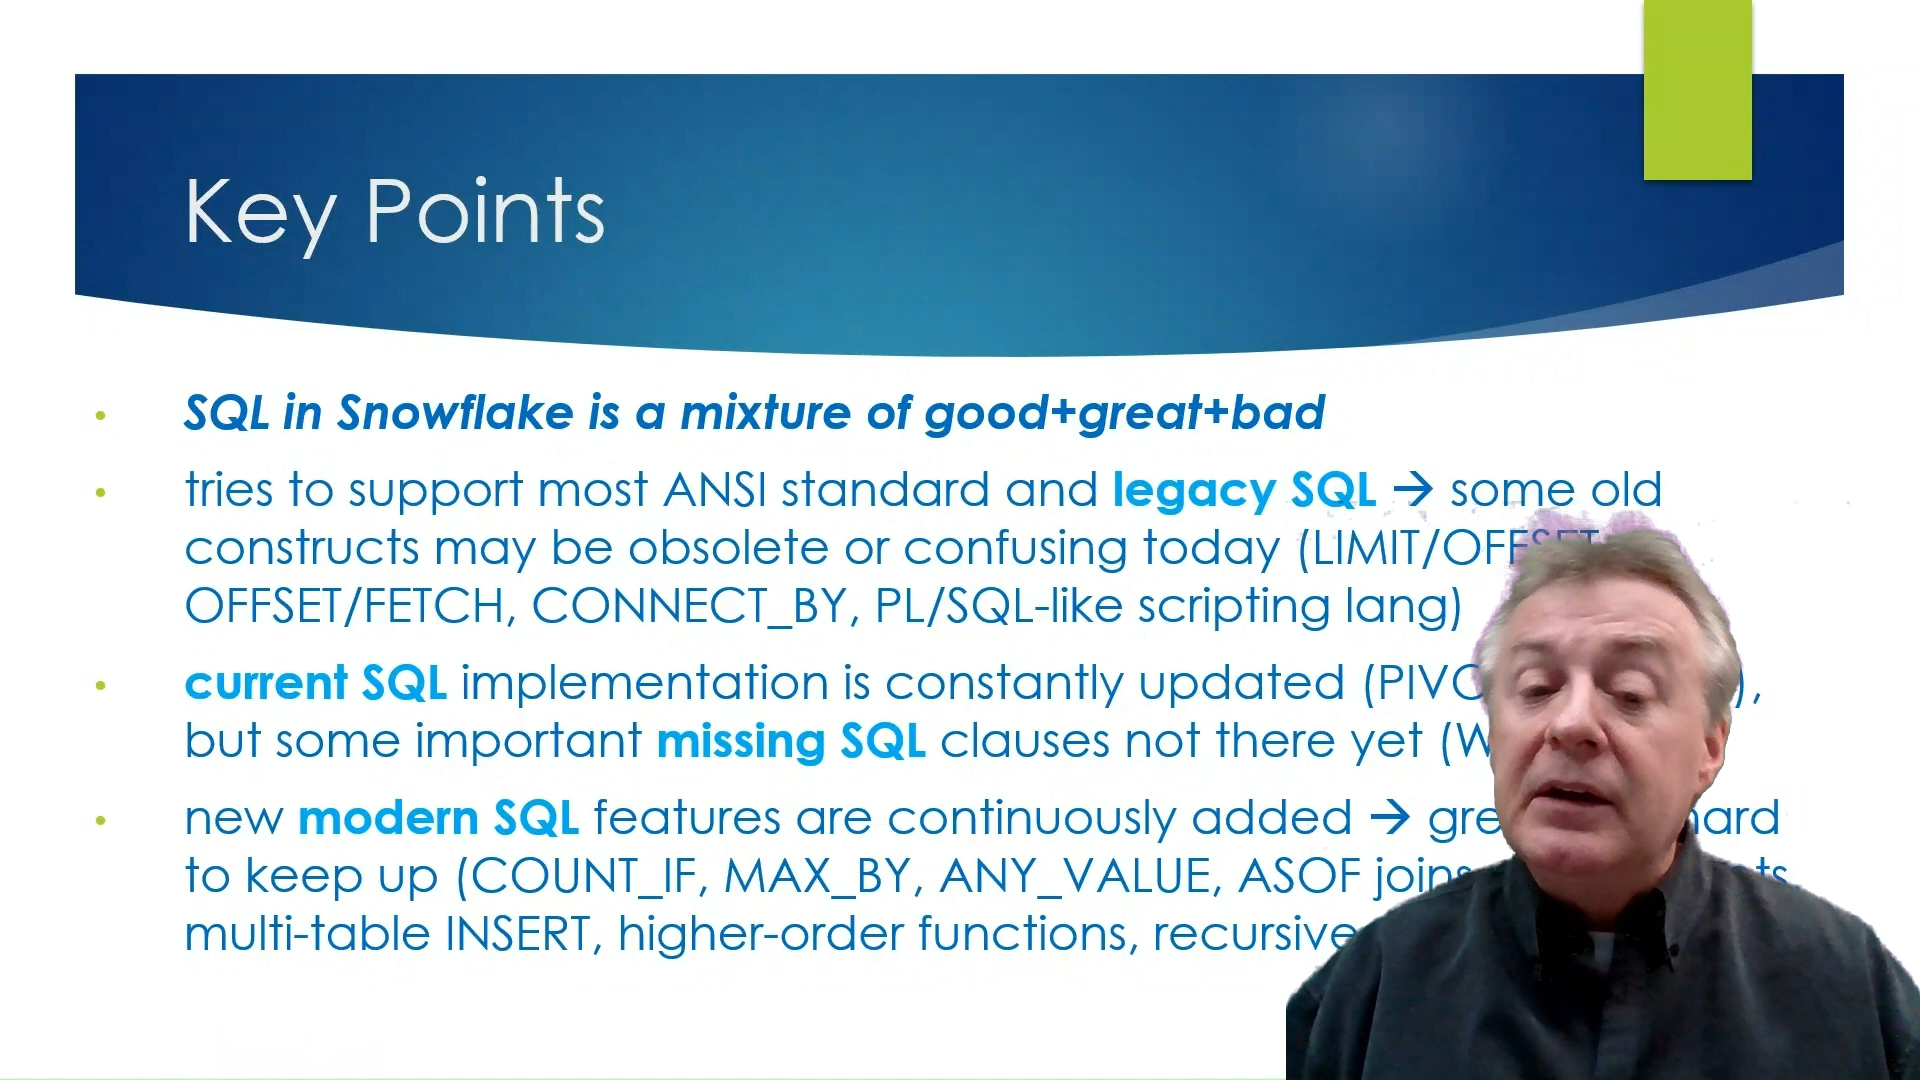 Key Points
SQL in Snowflake is a mixture of good+great+bad
tries to support most ANSI standard and legacy SQL → some old
constructs may be obsolete or confusing today (LIMIT/OFFSET
OFFSET/FETCH, CONNECT_BY, PL/SQL-like scripting lang)
current SQL implementation is constantly updated
but some important missing SQL clauses not there yet
new modern SQL features are continuously added → hard
to keep up (COUNT_IF, MAX_BY, ANY_VALUE, ASOF joins
multi-table INSERT, higher-order functions, recursive